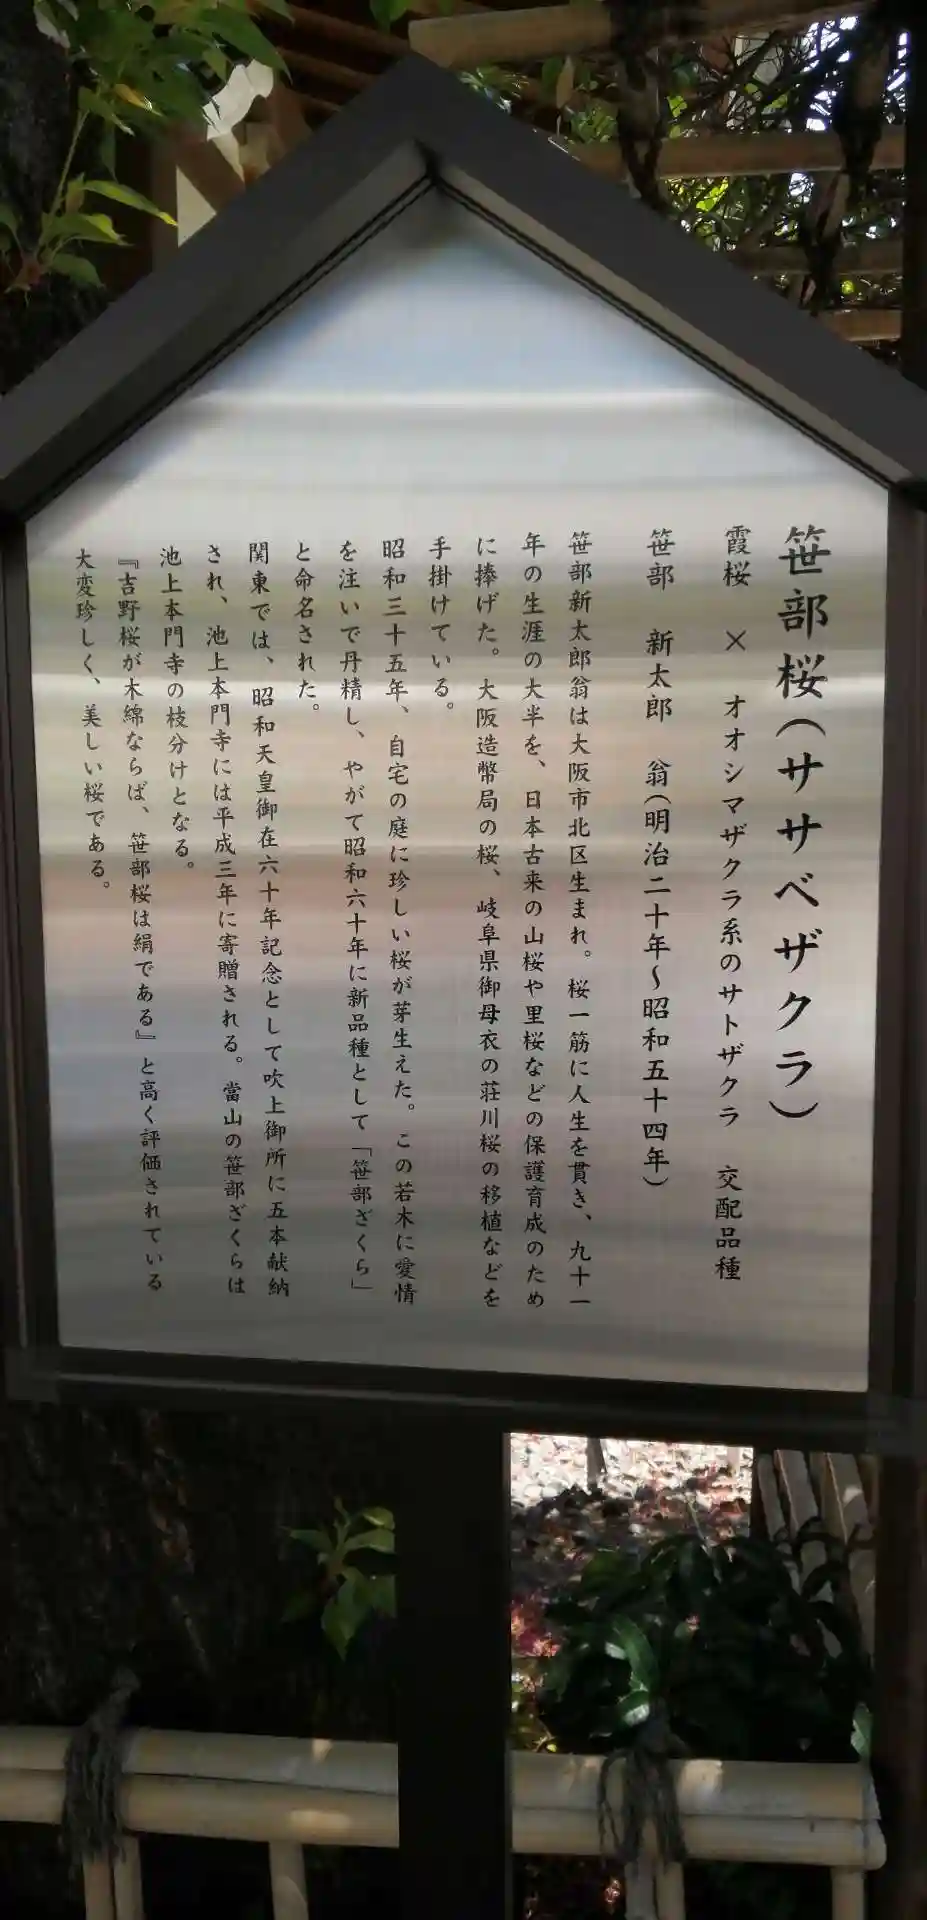 笹部桜（ササベザクラ）
霞桜 × オオシマザクラ系のサトザクラ 交配品種
笹部 新太郎 翁（明治二十年～昭和五十四年）
笹部新太郎翁は大阪市北区生まれ。桜一筋に人生を貫き、九十一
年の生涯の大半を、日本古来の山桜や里桜などの保護育成のため
に捧げた。大阪造幣局の桜、岐阜県御母衣の荘川桜の移植などを
手掛けている。
昭和三十五年、自宅の庭に珍しい桜が芽生えた。この若木に愛情
を注いで丹精し、やがて昭和六十年に新品種として「笹部ざくら」
と命名された。
関東では、昭和天皇御在六十年記念として吹上御所に五本献納
され、池上本門寺には平成三年に寄贈される。當山の笹部ざくらは
池上本門寺の枝分けとなる。
『吉野桜が木綿ならば、笹部桜は絹である』と高く評価されている
大変珍しく、美しい桜である。